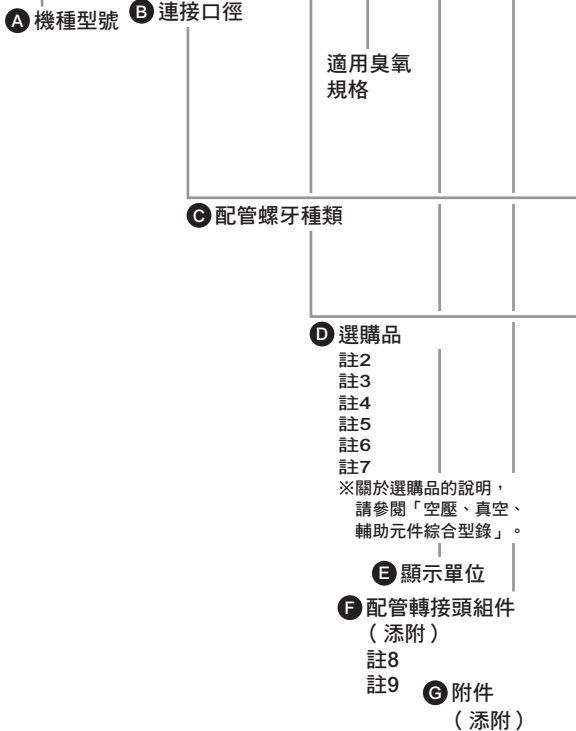 A 機種型號
B 連接口徑
適用臭氧
規格
C 配管螺牙種類
D 選購品
註2
註3
註4
註5
註6
註7
※關於選購品的說明，
請參閱「空壓、真空、
輔助元件綜合型錄」。
E 顯示單位
F 配管轉接頭組件
（添附）
註8
註9
G 附件
（添附）